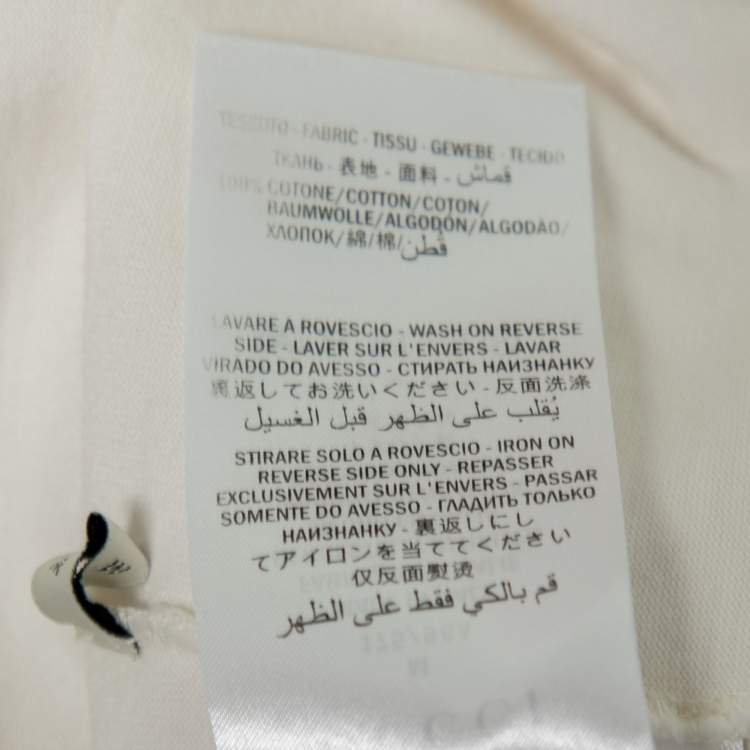 TESSUTO - FABRIC - TISSU - GEWEBE - TECIDO
ТКАНЬ - 表地 - 面料 - قماش
100% COTONE/COTTON/COTON/
BAUMWOLLE/ALGODÓN/ALGODÃO/
ХЛОПОК/綿/棉/قُطن
LAVARE A ROVESCIO - WASH ON REVERSE
SIDE - LAVER SUR L'ENVERS - LAVAR
VIRADO DO AVESSO - СТИРАТЬ НАИЗНАНКУ
裏返してお洗いください - 反面洗涤
يُقلب على الظهر قبل الغسيل
STIRARE SOLO A ROVESCIO - IRON ON
REVERSE SIDE ONLY - REPASSER
EXCLUSIVEMENT SUR L'ENVERS - PASSAR
SOMENTE DO AVESSO - ГЛАДИТЬ ТОЛЬКО
НАИЗНАНКУ - 裏返しにし
てアイロンを当ててください
仅反面熨烫
قم بالكي فقط على الظهر